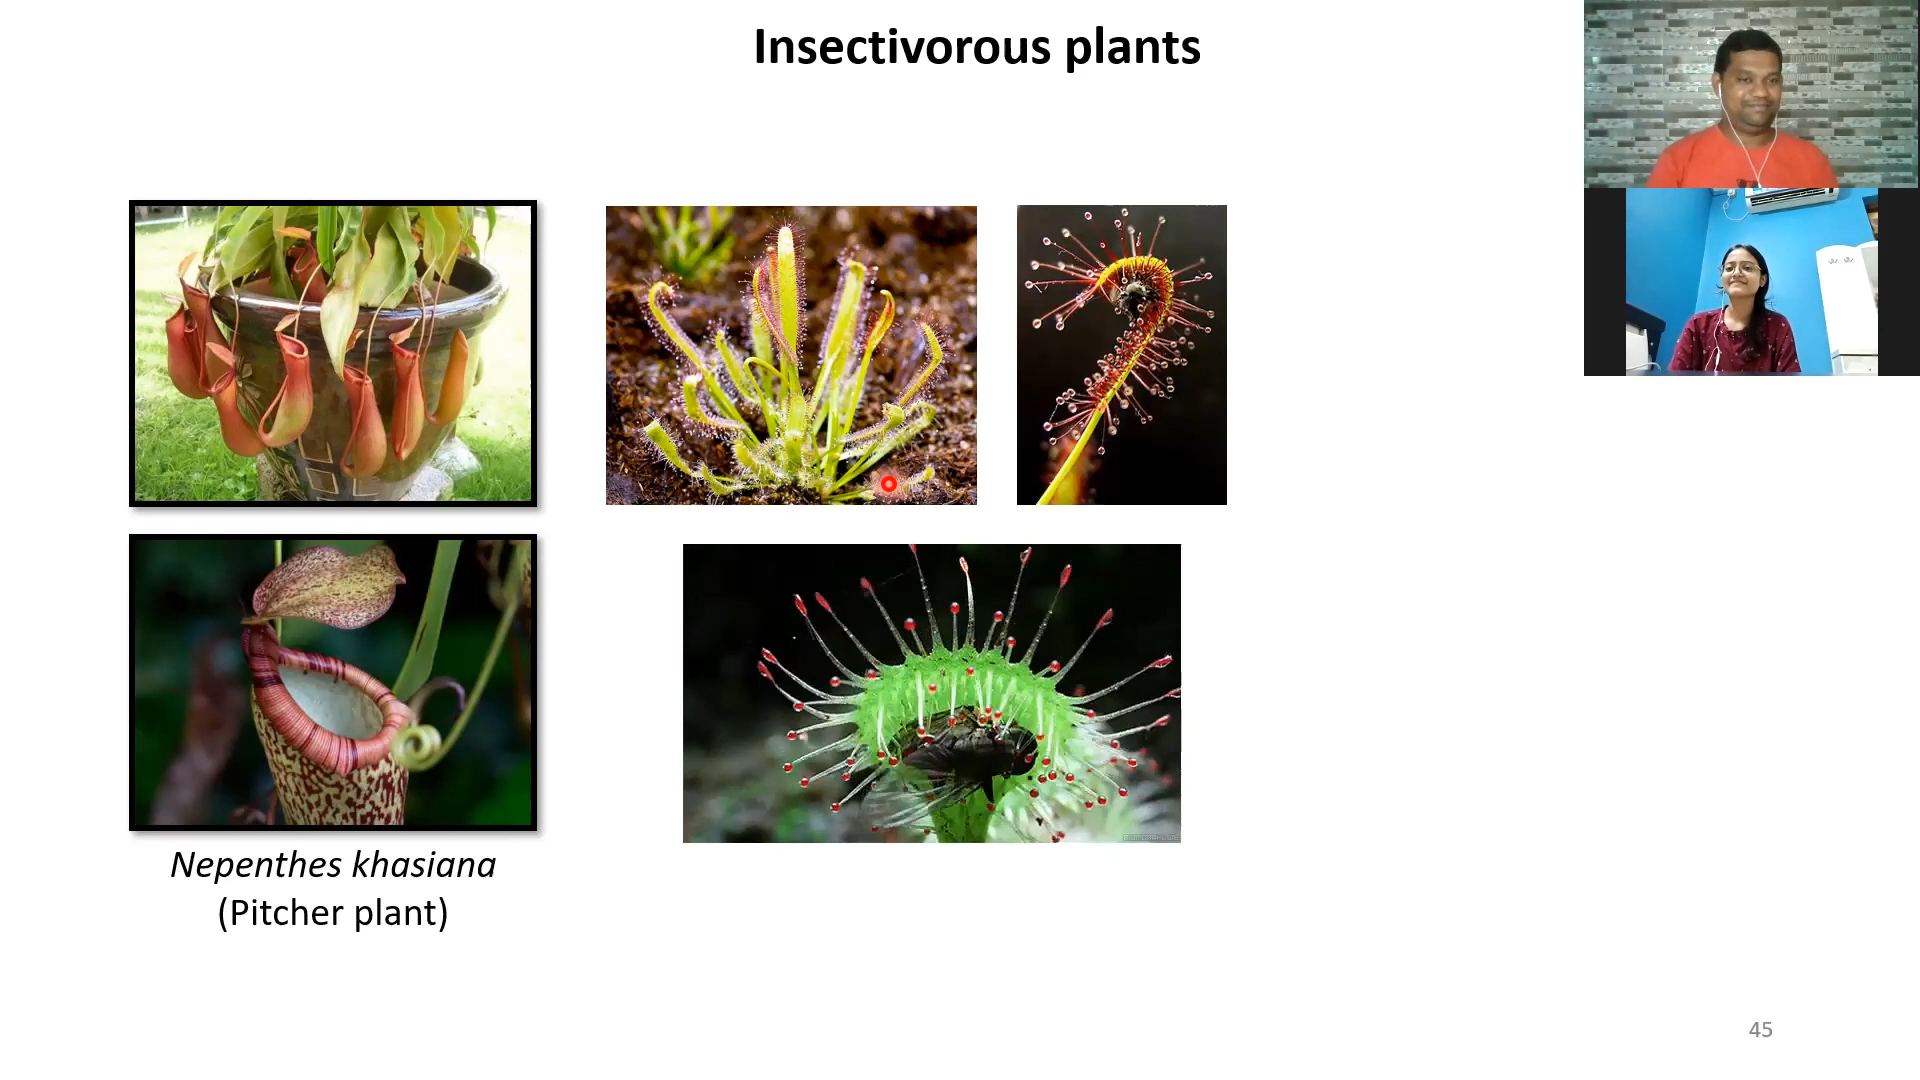 Insectivorous plants
Nepenthes khasiana
(Pitcher plant)
45